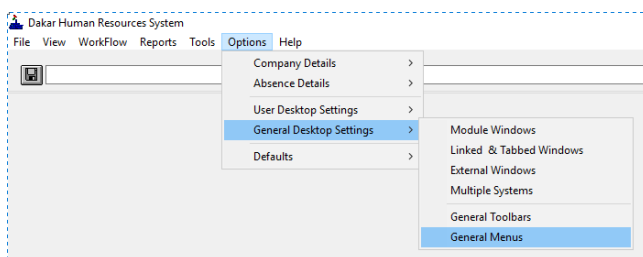 Dakar Human Resources System
File View WorkFlow Reports Tools Options Help
Company Details
Absence Details
User Desktop Settings
General Desktop Settings
Defaults
Module Windows
Linked & Tabbed Windows
External Windows
Multiple Systems
General Toolbars
General Menus